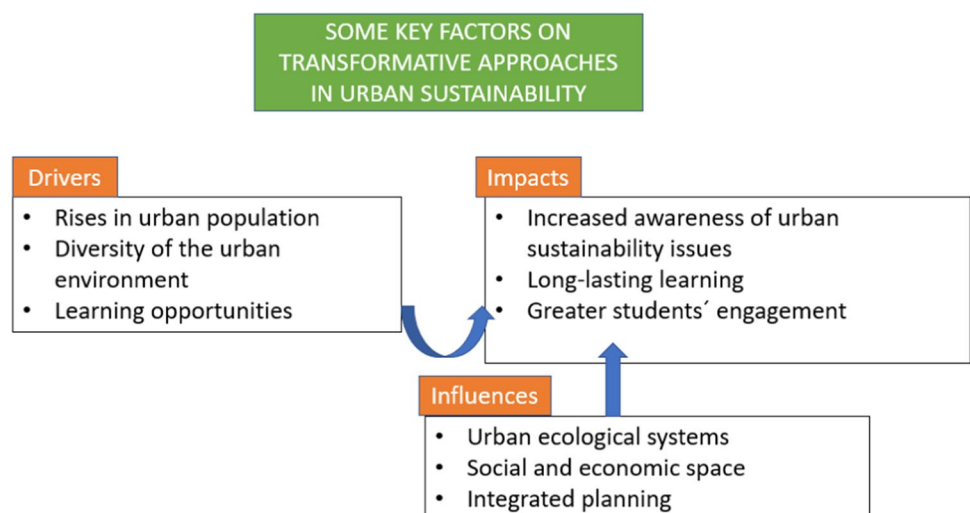 SOME KEY FACTORS ON
TRANSFORMATIVE APPROACHES
IN URBAN SUSTAINABILITY
Drivers
• Rises in urban population
• Diversity of the urban
environment
• Learning opportunities
Impacts
• Increased awareness of urban
sustainability issues
• Long-lasting learning
• Greater students´ engagement
Influences
• Urban ecological systems
• Social and economic space
• Integrated planning